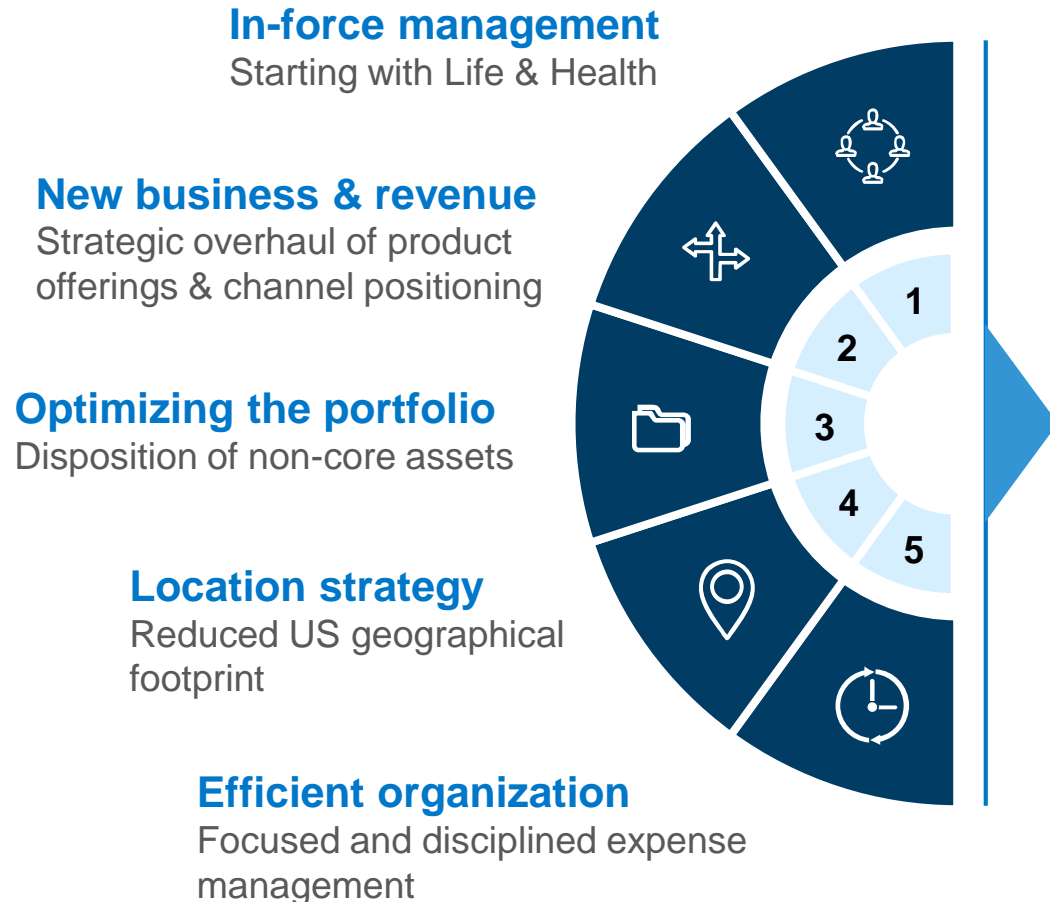 In-force management
Starting with Life & Health
1
New business & revenue
Strategic overhaul of product
offerings & channel positioning
2
Optimizing the portfolio
Disposition of non-core assets
3
Location strategy
Reduced US geographical
footprint
4
Efficient organization
Focused and disciplined expense
management
5